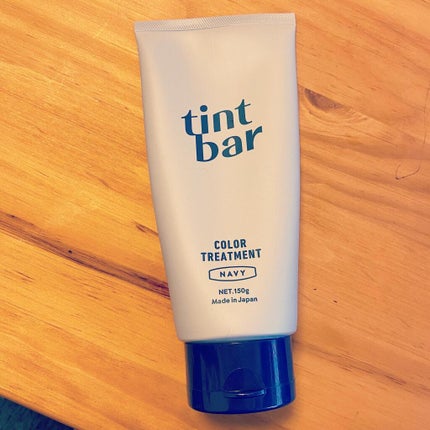 tint
bar
COLOR
TREATMENT
NAVY
NET.150g
Made in Japan